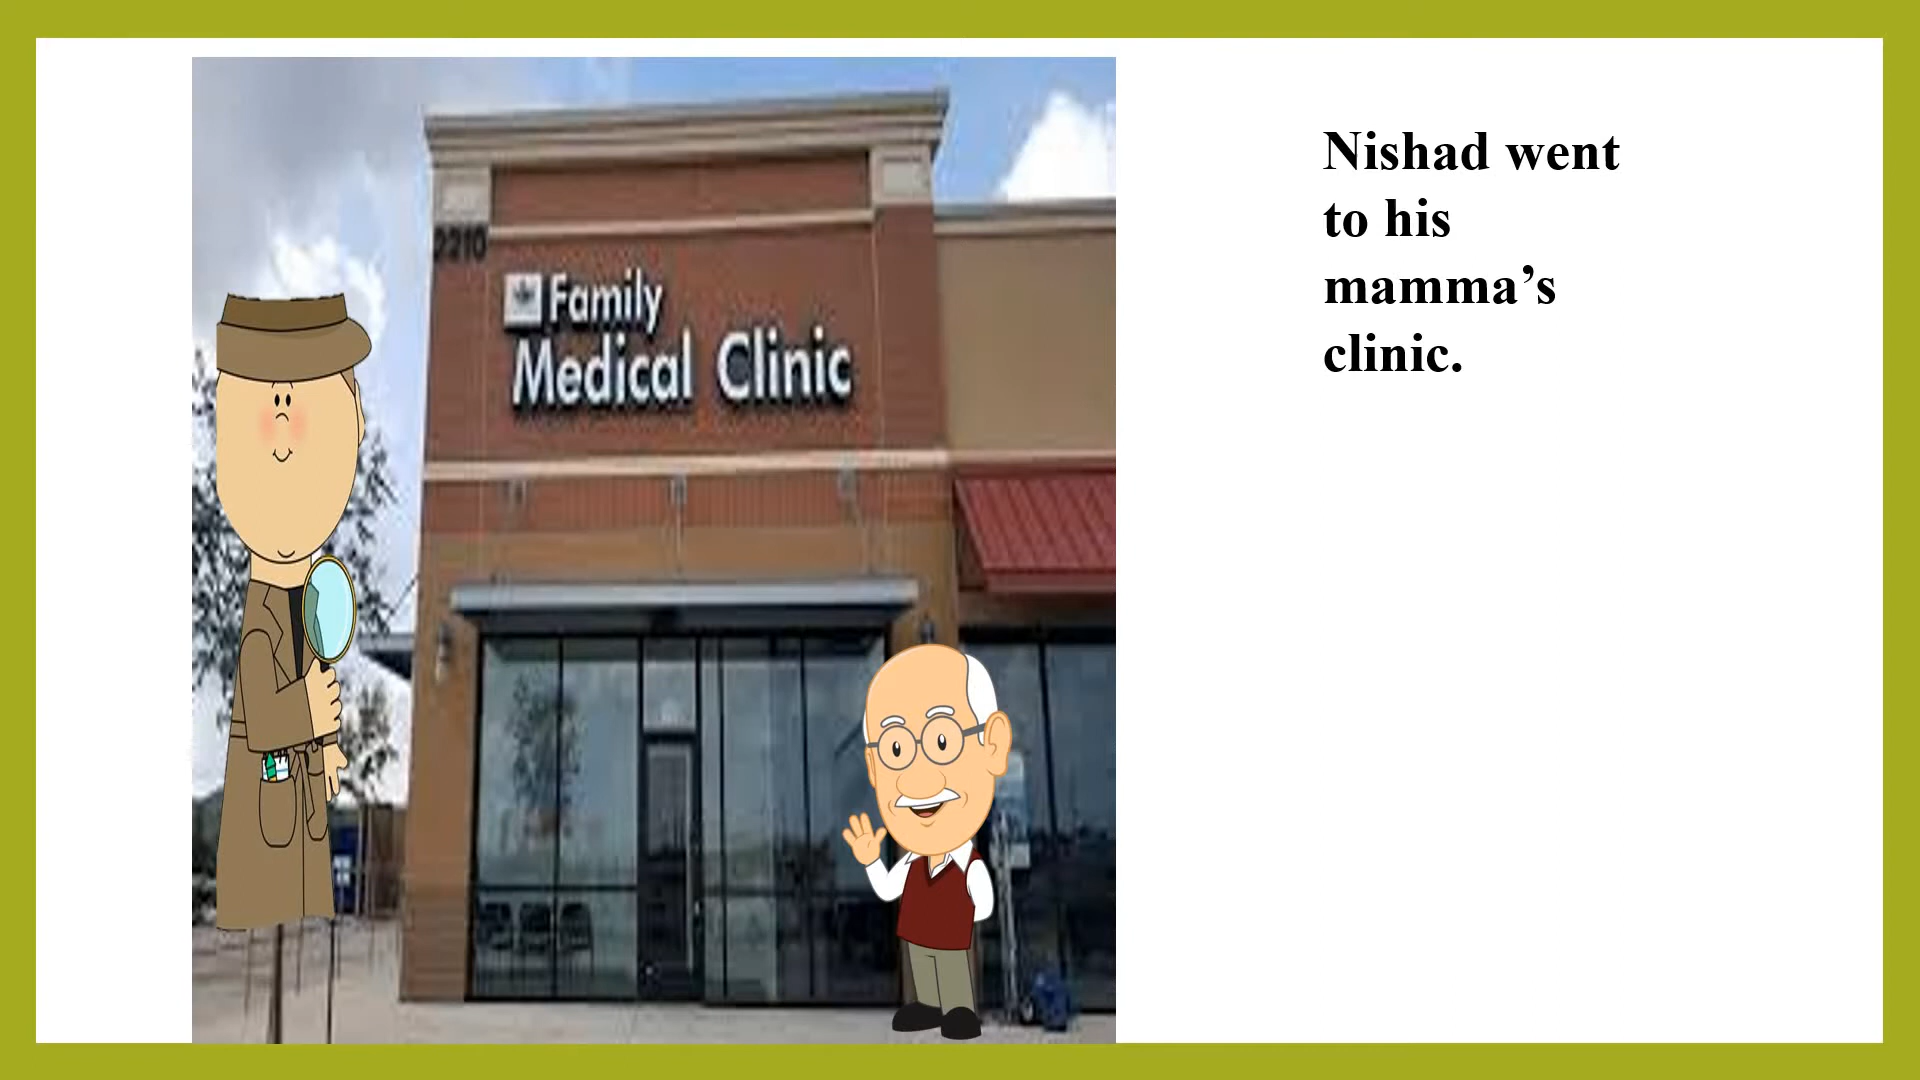 2210
Family
Medical Clinic
Nishad went
to his
mamma’s
clinic.